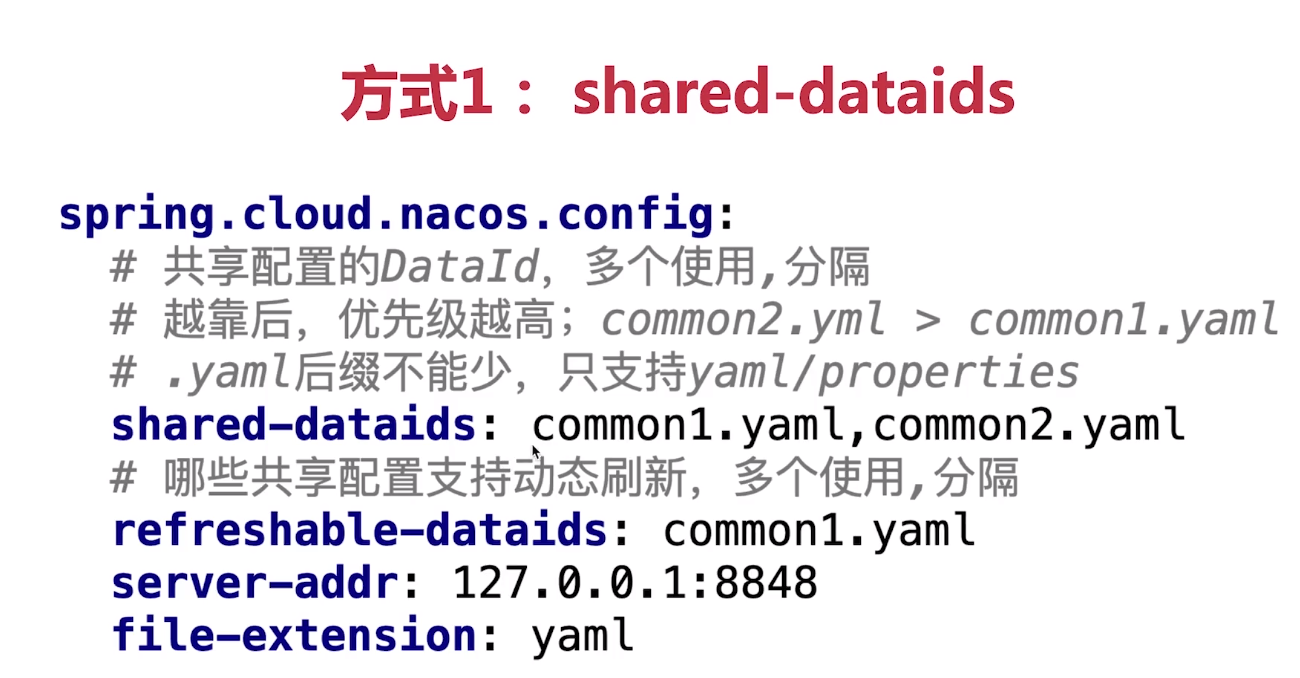 方式1： shared-dataids
spring.cloud.nacos.config:
# 共享配置的DataId，多个使用,分隔
# 越靠后，优先级越高；common2.yml > common1.yaml
# .yaml后缀不能少，只支持yaml/properties
shared-dataids: common1.yaml,common2.yaml
# 哪些共享配置支持动态刷新，多个使用,分隔
refreshable-dataids: common1.yaml
server-addr: 127.0.0.1:8848
file-extension: yaml